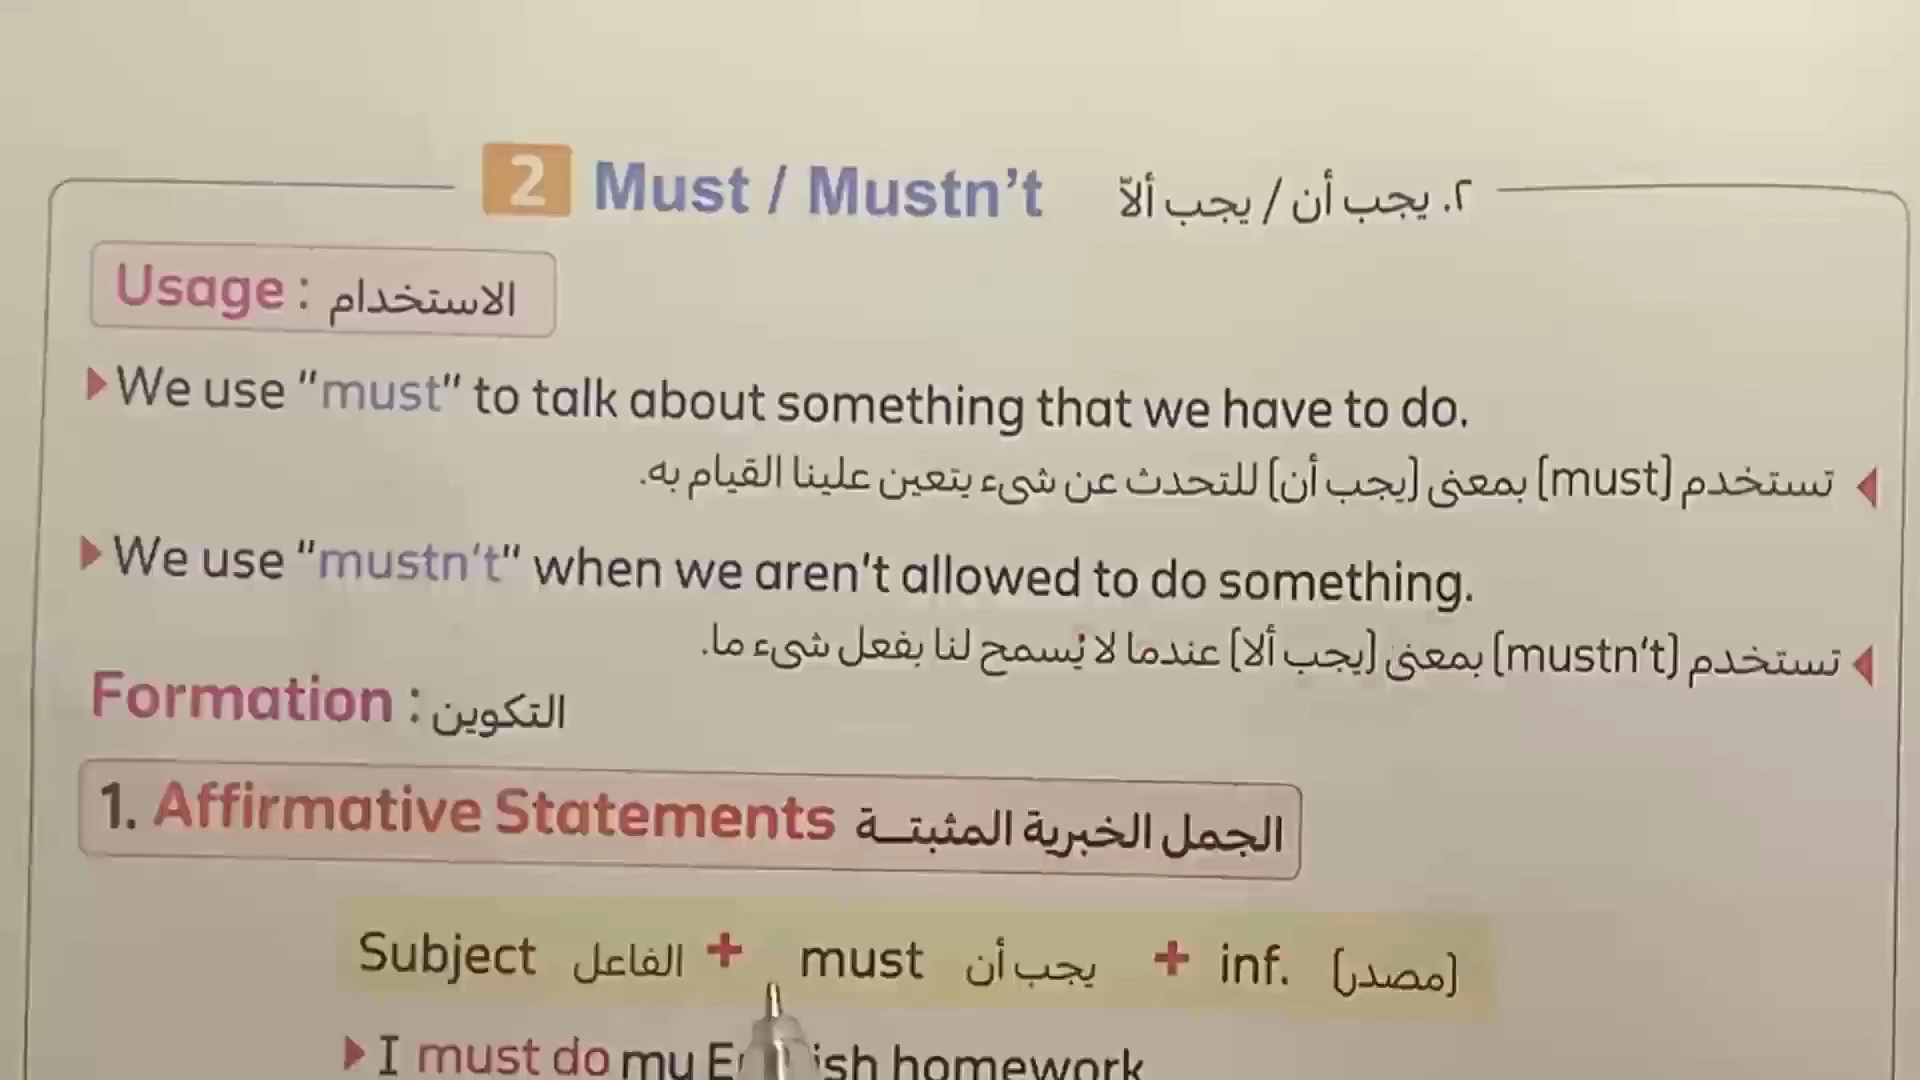 2 Must / Mustn't ٢. يجب أن / يجب ألاّ
Usage : الاستخدام
We use "must" to talk about something that we have to do.
تستخدم [must] بمعنى [يجب أن] للتحدث عن شىء يتعين علينا القيام به.
We use "mustn't" when we aren't allowed to do something.
تستخدم [mustn't] بمعنى [يجب ألا] عندما لا يُسمح لنا بفعل شىء ما.
Formation : التكوين
1. Affirmative Statements الجمل الخبرية المثبتـــة
Subject الفاعل + must يجب أن + inf. [مصدر]
I must do my homework